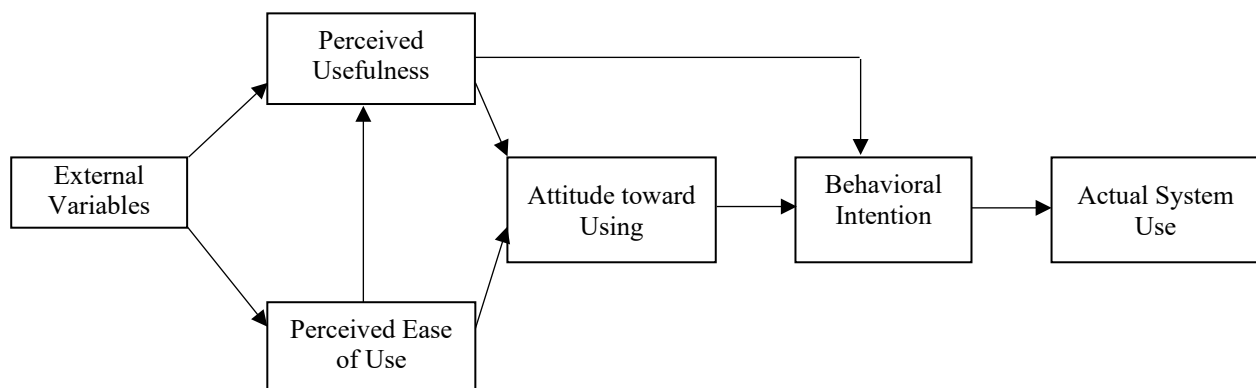 Perceived
Usefulness
External
Variables
Attitude toward
Using
Behavioral
Intention
Actual System
Use
Perceived Ease
of Use